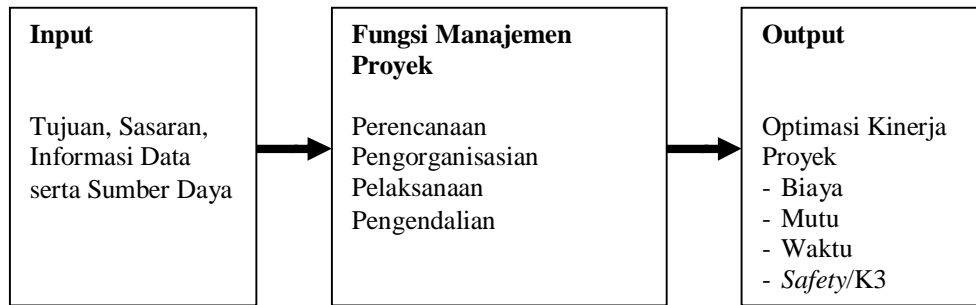 Input
Tujuan, Sasaran,
Informasi Data
serta Sumber Daya
Fungsi Manajemen
Proyek
Perencanaan
Pengorganisasian
Pelaksanaan
Pengendalian
Output
Optimasi Kinerja
Proyek
- Biaya
- Mutu
- Waktu
- Safety/K3